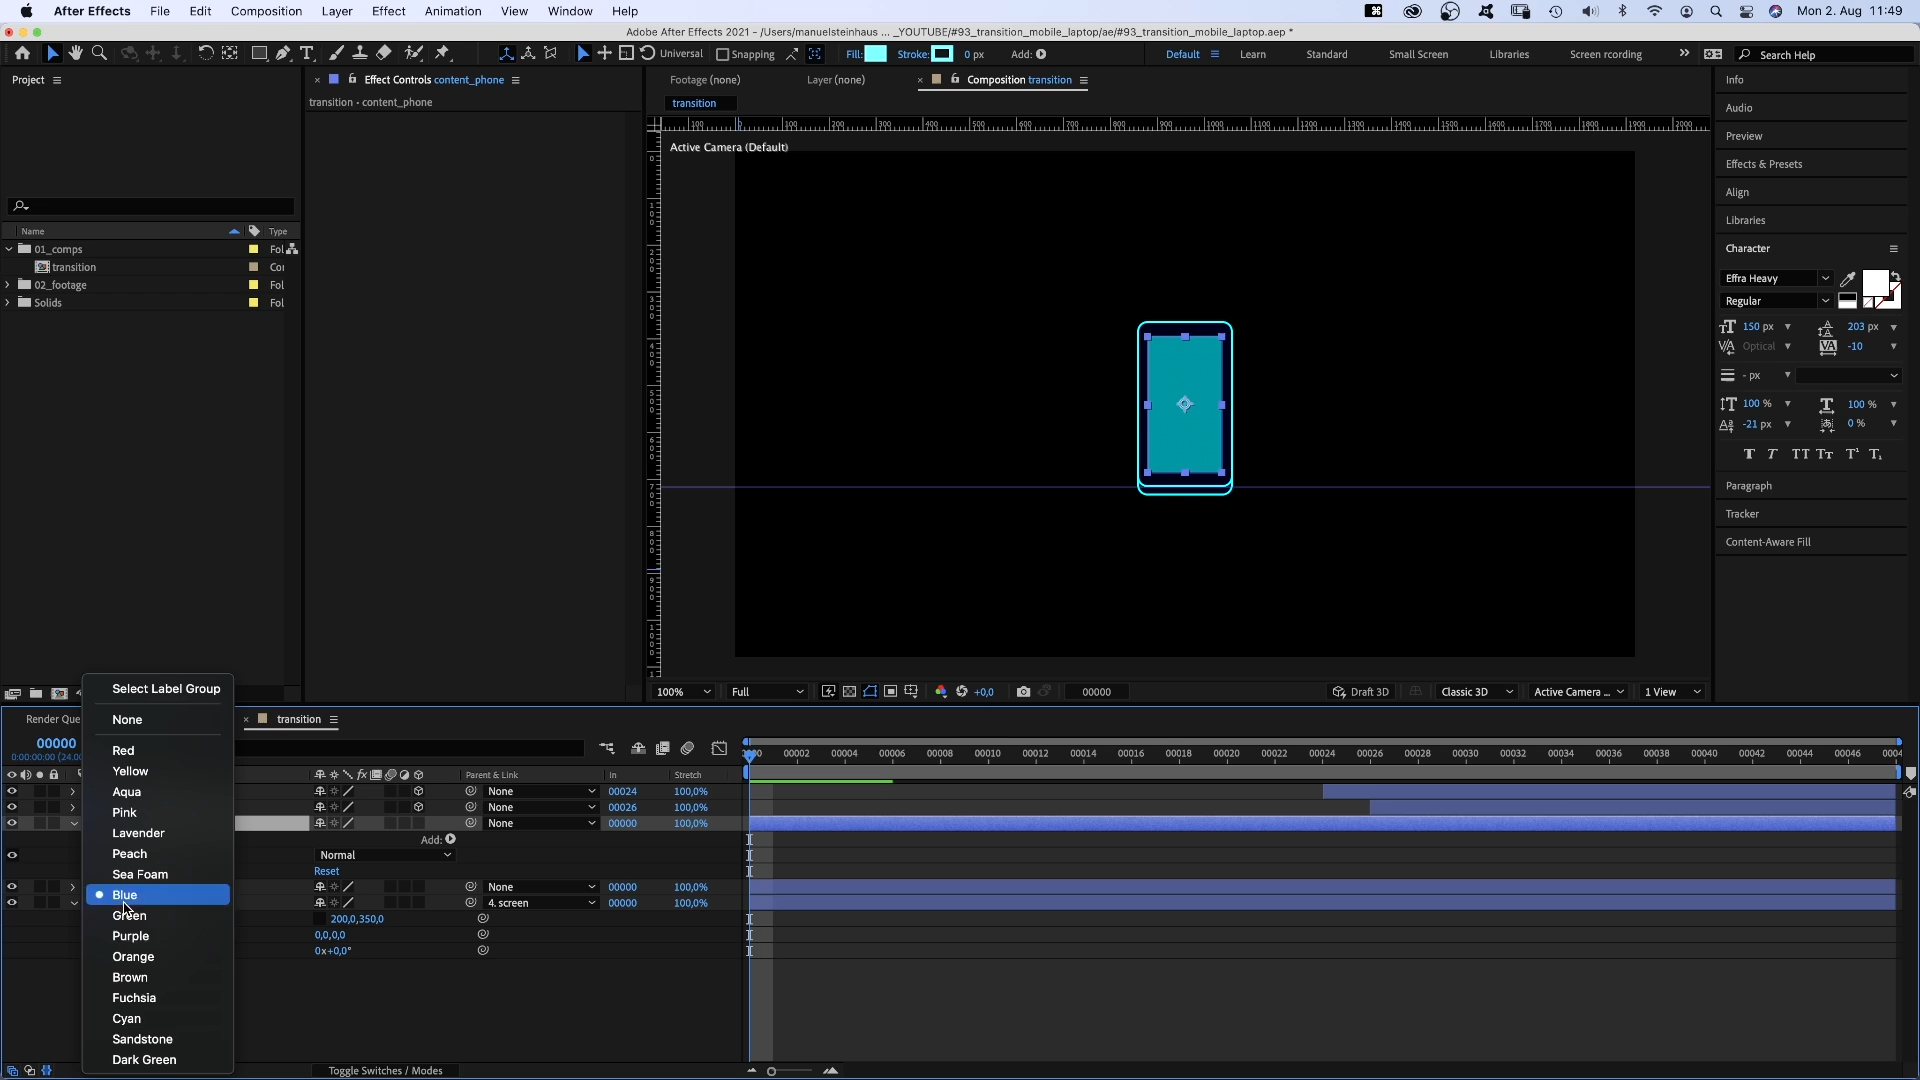 After Effects File Edit Composition Layer Effect Animation View Window Help Mon 2. Aug 11:49
Adobe After Effects 2021 - /Users/manuelsteinhaus ... _YOUTUBE/#93_transition_mobile_laptop/ae/#93_transition_mobile_laptop.aep *
Universal Snapping Fill: Stroke: 0 px Add: Default Learn Standard Small Screen Libraries Screen rcording Search Help
Project Effect Controls content_phone Footage (none) Layer (none) Composition transition Info
transition • content_phone transition
Audio
Preview
Active Camera (Default)
Effects & Presets
Align
Libraries
Name Type
01_comps Fol
transition Co
02_footage Fol
Solids Fol
Character
Effra Heavy
Regular
150 px 203 px
Optical -10
- px
100 % 100 %
-21 px 0 %
Paragraph
Tracker
Content-Aware Fill
100% Full +0,0 00000 Draft 3D Classic 3D Active Camera ... 1 View
Select Label Group
None
Red
Yellow
Aqua
Pink
Lavender
Peach
Sea Foam
Blue
Green
Purple
Orange
Brown
Fuchsia
Cyan
Sandstone
Dark Green
Render Que transition
00000
0:00:00:00 (24.0
00002 00004 00006 00008 00010 00012 00014 00016 00018 00020 00022 00024 00026 00028 00030 00032 00034 00036 00038 00040 00042 00044 00046
Parent & Link In Stretch
None 00024 100,0%
None 00026 100,0%
None 00000 100,0%
Add:
Normal
Reset
None 00000 100,0%
4. screen 00000 100,0%
200,0,350,0
0,0,0,0
0x+0,0°
Toggle Switches / Modes